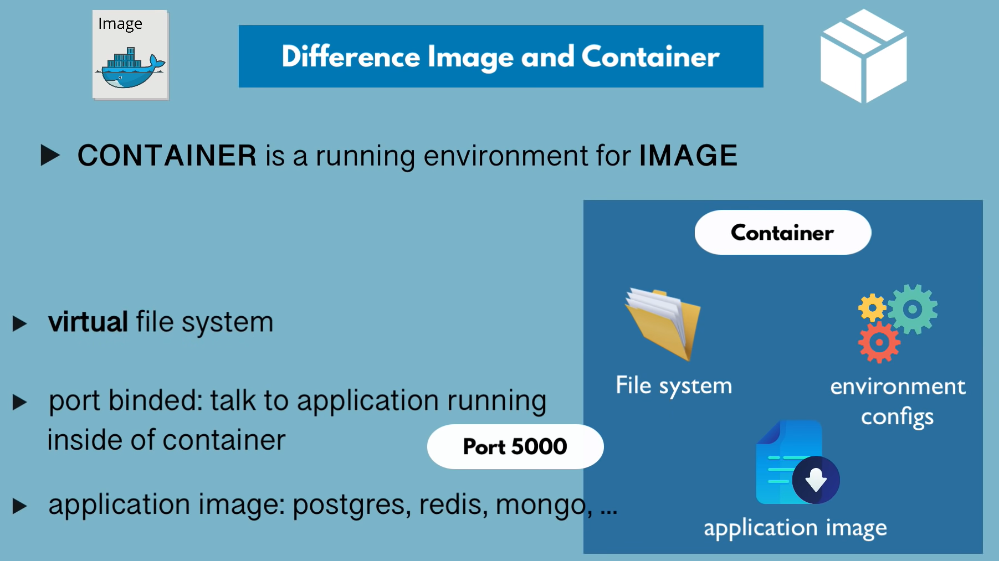 Image
Difference Image and Container
CONTAINER is a running environment for IMAGE
Container
virtual file system
File system
environment
configs
port binded: talk to application running
inside of container
Port 5000
application image: postgres, redis, mongo, ...
application image